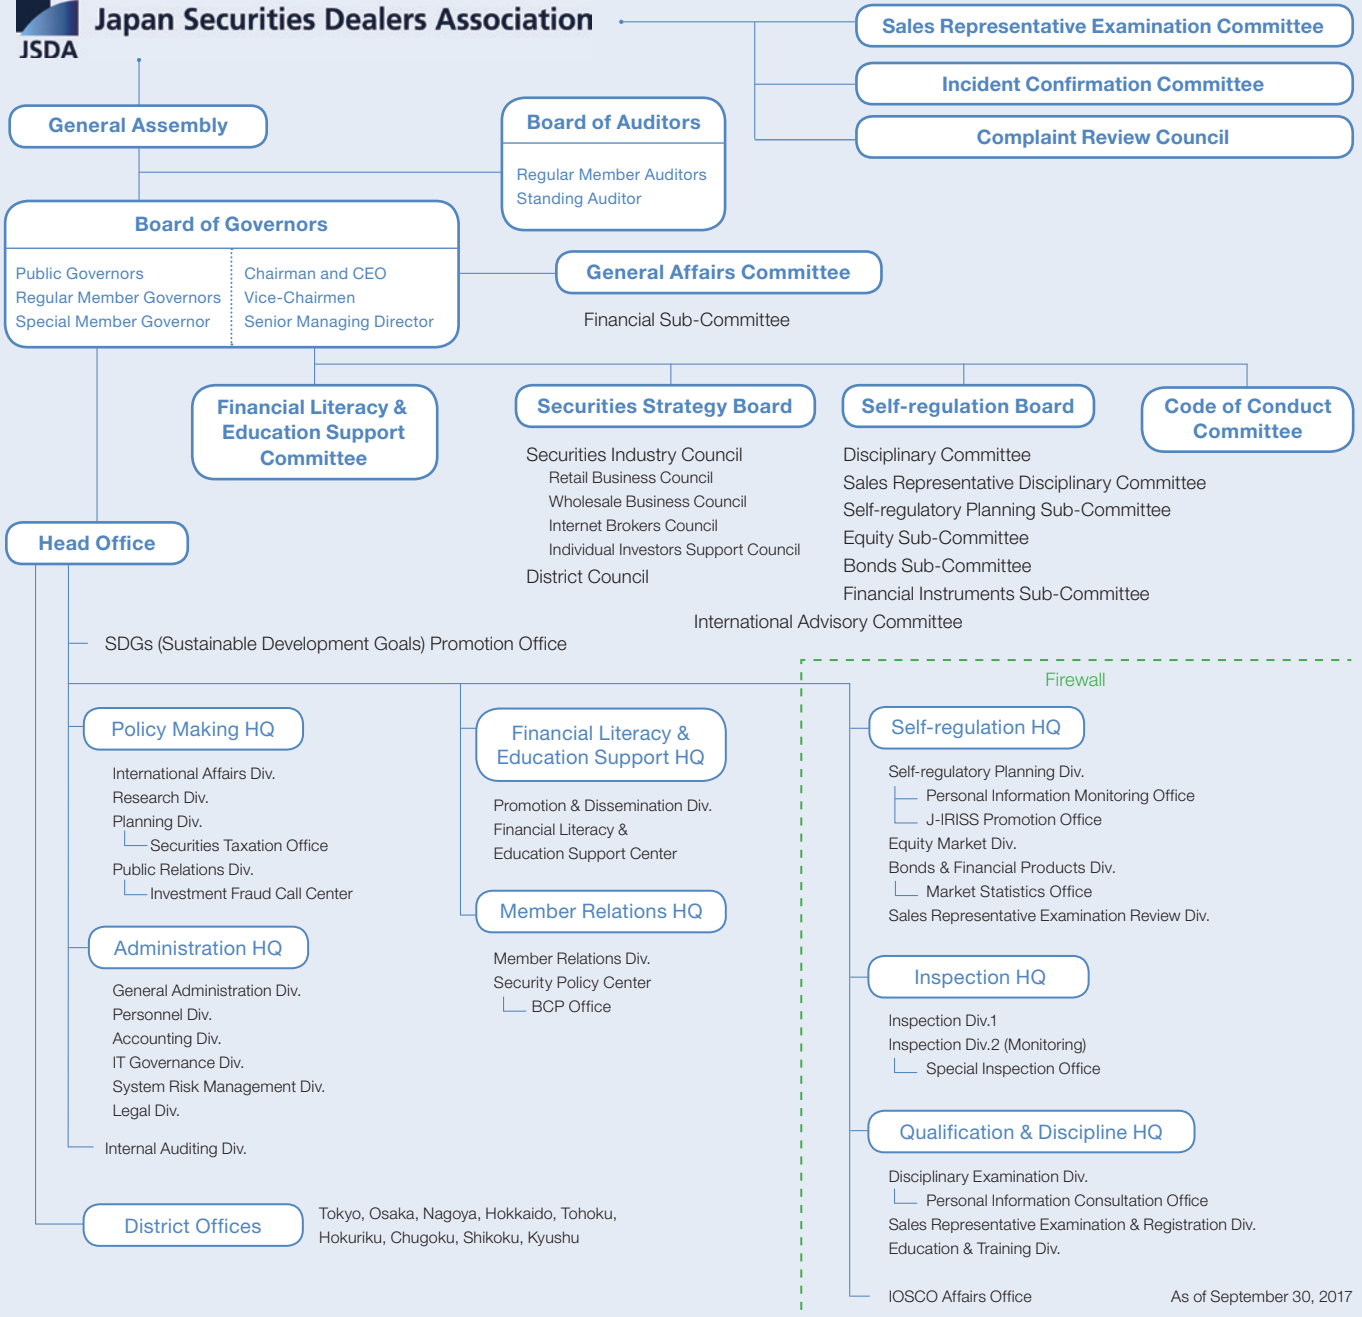 JSDA
Japan Securities Dealers Association
Sales Representative Examination Committee
Incident Confirmation Committee
Complaint Review Council
General Assembly
Board of Auditors
Regular Member Auditors
Standing Auditor
Board of Governors
Public Governors
Regular Member Governors
Special Member Governor
Chairman and CEO
Vice-Chairmen
Senior Managing Director
General Affairs Committee
Financial Sub-Committee
Financial Literacy &
Education Support
Committee
Securities Strategy Board
Securities Industry Council
Retail Business Council
Wholesale Business Council
Internet Brokers Council
Individual Investors Support Council
District Council
Self-regulation Board
Disciplinary Committee
Sales Representative Disciplinary Committee
Self-regulatory Planning Sub-Committee
Equity Sub-Committee
Bonds Sub-Committee
Financial Instruments Sub-Committee
Code of Conduct
Committee
International Advisory Committee
Head Office
SDGs (Sustainable Development Goals) Promotion Office
Policy Making HQ
International Affairs Div.
Research Div.
Planning Div.
Securities Taxation Office
Public Relations Div.
Investment Fraud Call Center
Administration HQ
General Administration Div.
Personnel Div.
Accounting Div.
IT Governance Div.
System Risk Management Div.
Legal Div.
Internal Auditing Div.
District Offices
Tokyo, Osaka, Nagoya, Hokkaido, Tohoku,
Hokuriku, Chugoku, Shikoku, Kyushu
Financial Literacy &
Education Support HQ
Promotion & Dissemination Div.
Financial Literacy &
Education Support Center
Member Relations HQ
Member Relations Div.
Security Policy Center
BCP Office
Firewall
Self-regulation HQ
Self-regulatory Planning Div.
Personal Information Monitoring Office
J-IRISS Promotion Office
Equity Market Div.
Bonds & Financial Products Div.
Market Statistics Office
Sales Representative Examination Review Div.
Inspection HQ
Inspection Div.1
Inspection Div.2 (Monitoring)
Special Inspection Office
Qualification & Discipline HQ
Disciplinary Examination Div.
Personal Information Consultation Office
Sales Representative Examination & Registration Div.
Education & Training Div.
IOSCO Affairs Office
As of September 30, 2017